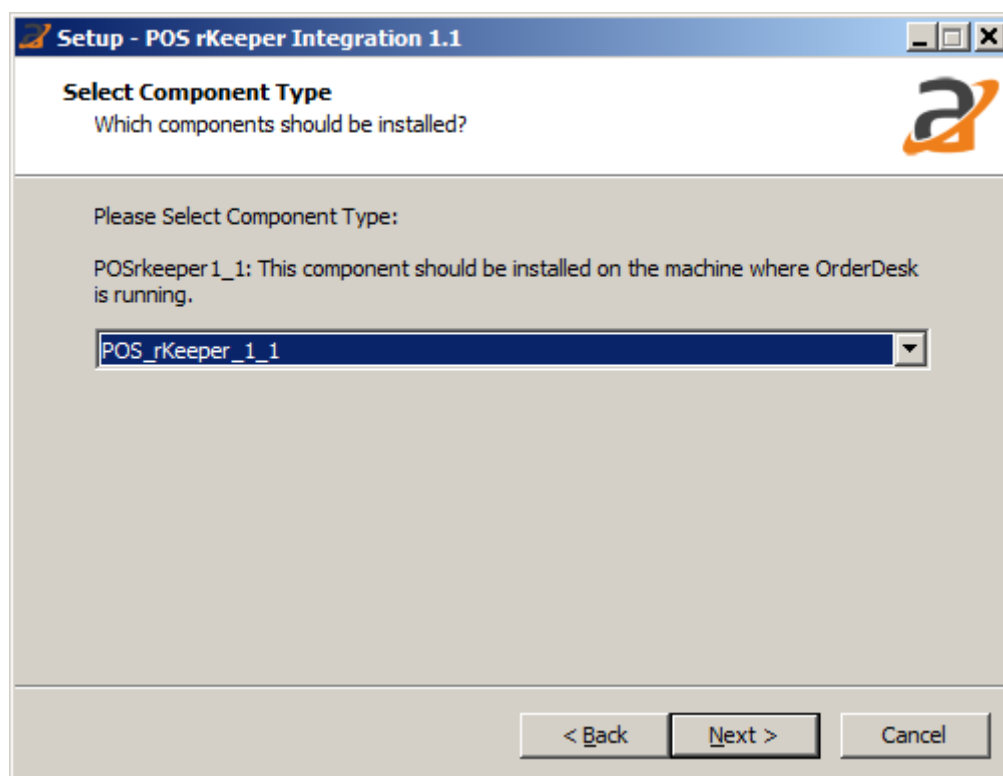 Setup - POS rKeeper Integration 1.1
Select Component Type
Which components should be installed?
Please Select Component Type:
POSrkeeper1_1: This component should be installed on the machine where OrderDesk
is running.
POS_rKeeper_1_1
< Back
Next >
Cancel